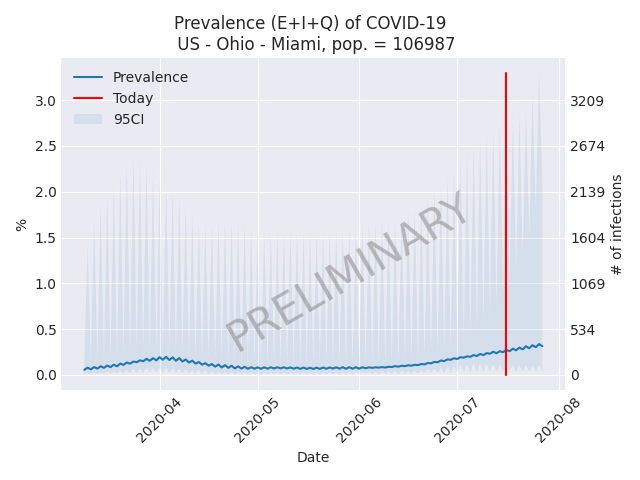 Prevalence (E+I+Q) of COVID-19
US - Ohio - Miami, pop. = 106987
Prevalence
Today
95CI
3.0
2.5
2.0
1.5
1.0
0.5
0.0
%
3209
2674
2139
1604
1069
534
0
# of infections
PRELIMINARY
2020-04
2020-05
2020-06
2020-07
2020-08
Date